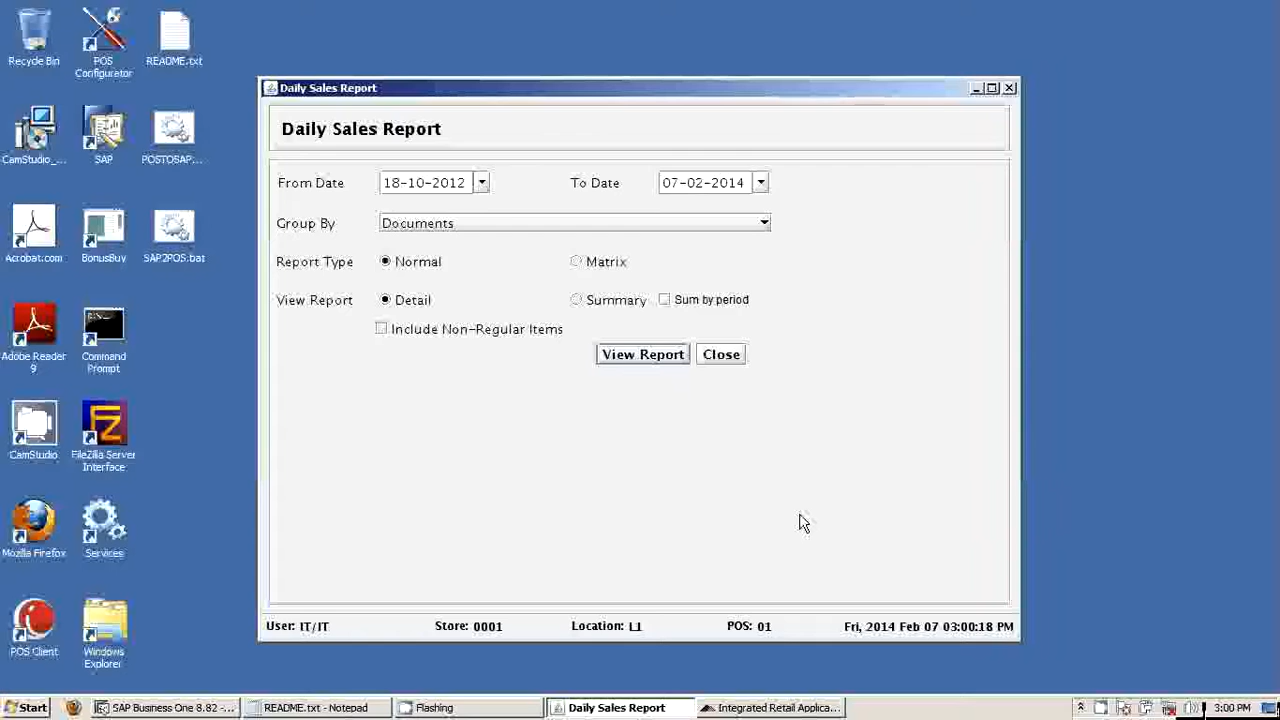 Recycle Bin
POS
Configurator
README.txt
CamStudio_...
SAP
POSTOSAP...
Acrobat.com
BonusBuy
SAP2POS.bat
Adobe Reader
9
Command
Prompt
CamStudio
FileZilla Server
Interface
Mozilla Firefox
Services
POS Client
Windows
Explorer
Daily Sales Report
Daily Sales Report
From Date 18-10-2012 To Date 07-02-2014
Group By Documents
Report Type Normal Matrix
View Report Detail Summary Sum by period
Include Non-Regular Items
View Report Close
User: IT/IT Store: 0001 Location: L1 POS: 01 Fri, 2014 Feb 07 03:00:18 PM
Start SAP Business One 8.82 -... README.txt - Notepad Flashing Daily Sales Report Integrated Retail Applica... 3:00 PM